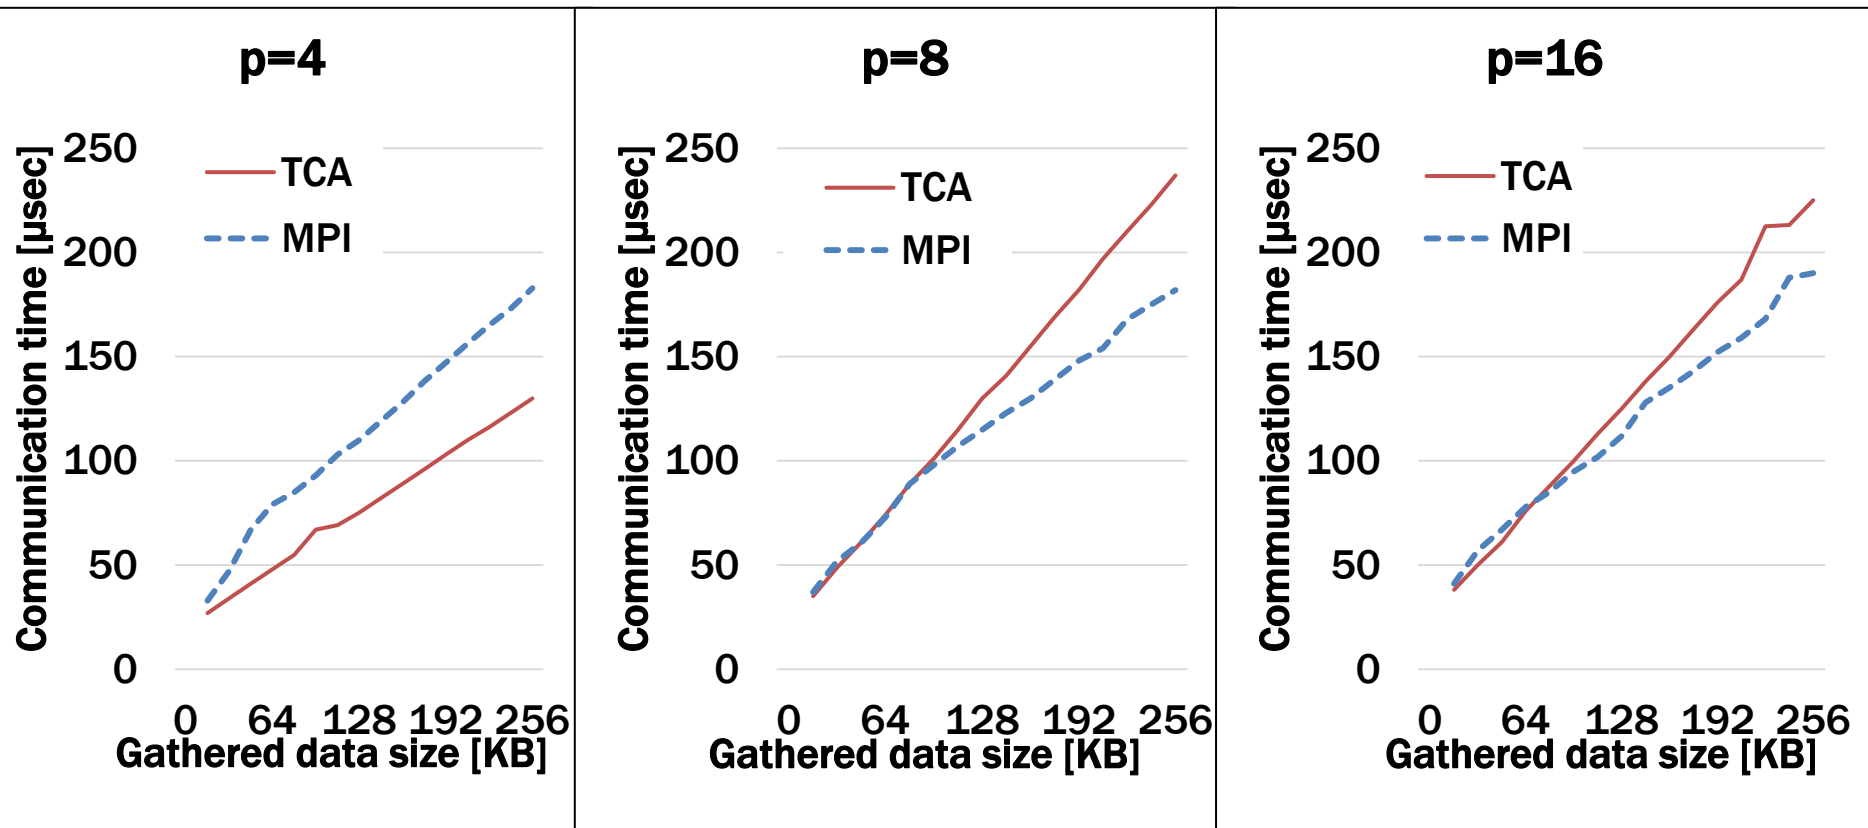 p=4
250
TCA
MPI
200
150
100
50
0
0 64 128 192 256
Communication time [µsec]
Gathered data size [KB]
p=8
250
TCA
MPI
200
150
100
50
0
0 64 128 192 256
Communication time [µsec]
Gathered data size [KB]
p=16
250
TCA
MPI
200
150
100
50
0
0 64 128 192 256
Communication time [µsec]
Gathered data size [KB]